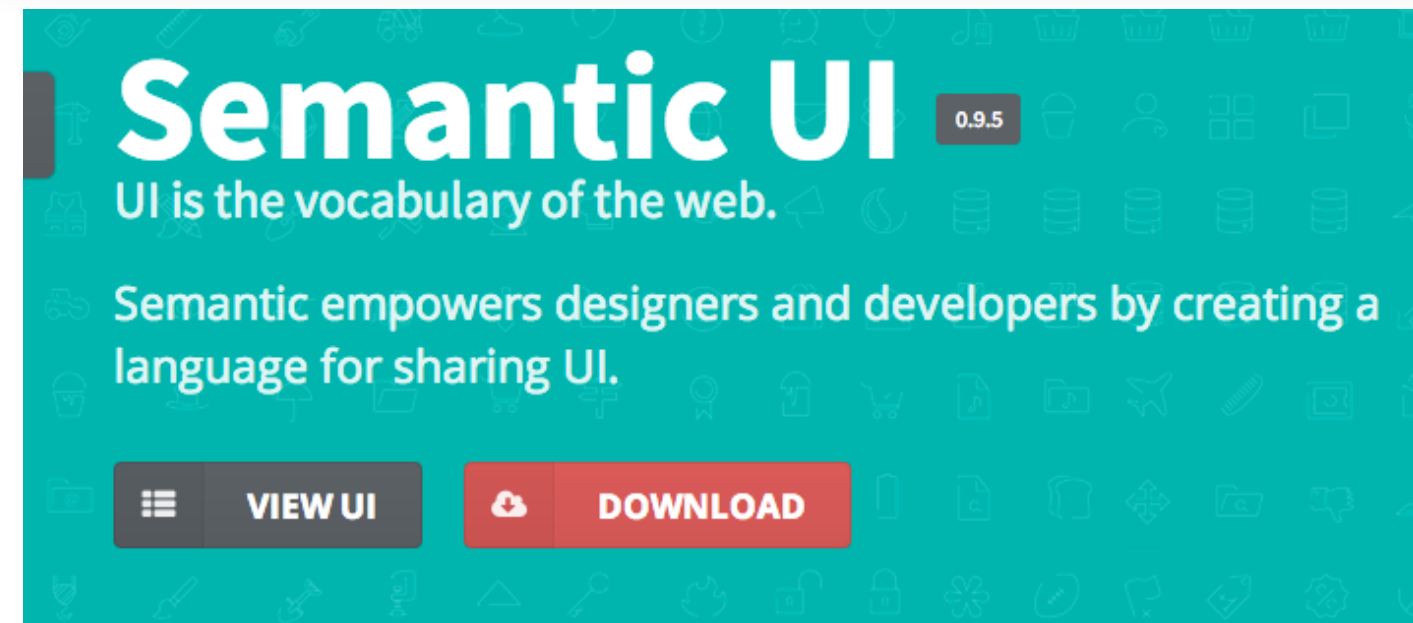 Semantic UI 0.9.5
UI is the vocabulary of the web.
Semantic empowers designers and developers by creating a
language for sharing UI.
VIEW UI DOWNLOAD